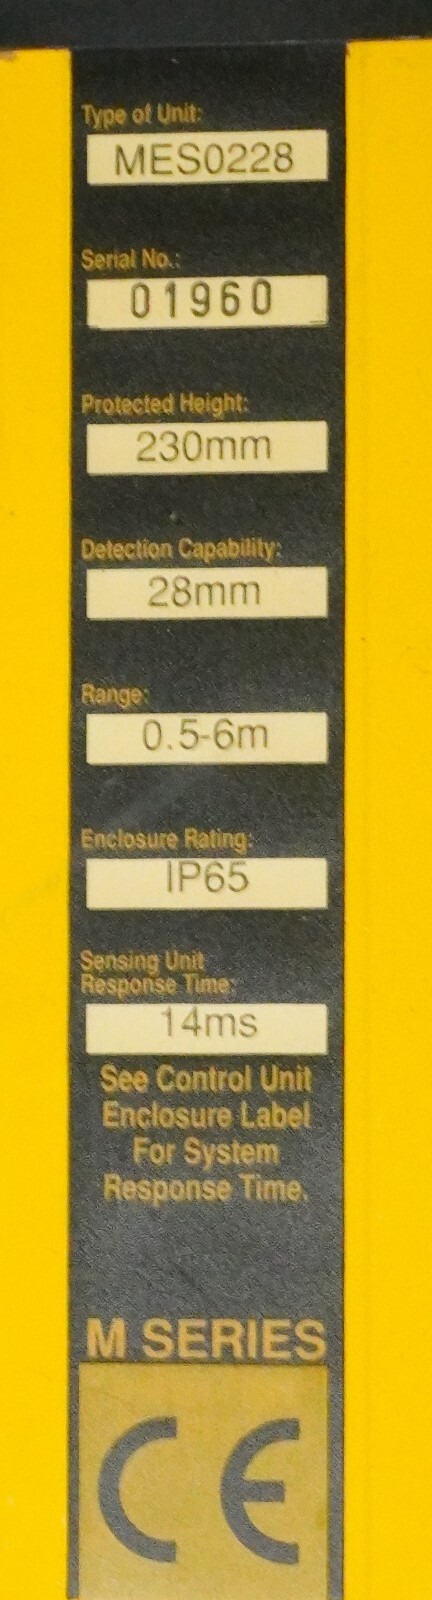 Type of Unit:
MES0228
Serial No.:
01960
Protected Height:
230mm
Detection Capability:
28mm
Range:
0.5-6m
Enclosure Rating:
IP65
Sensing Unit
Response Time:
14ms
See Control Unit
Enclosure Label
For System
Response Time.
M SERIES
CE